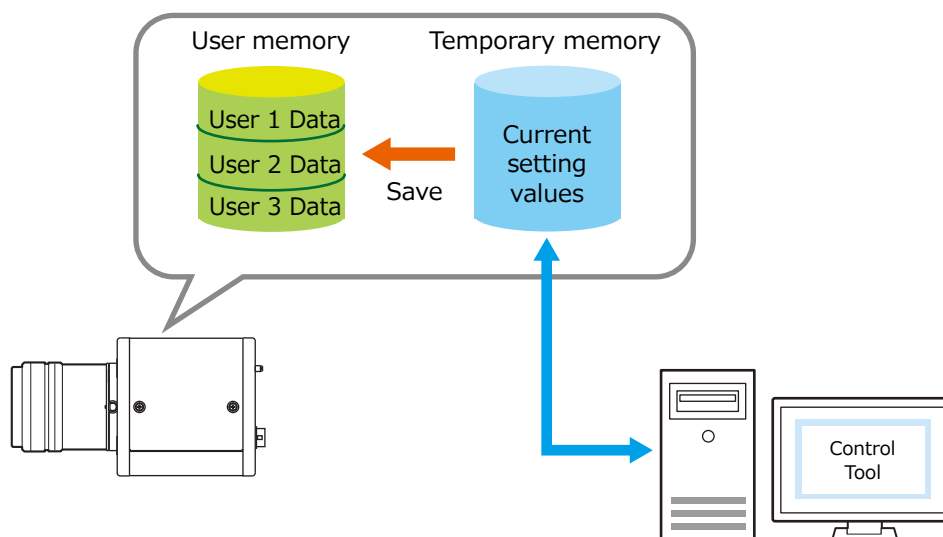 User memory
Temporary memory
User 1 Data
User 2 Data
User 3 Data
Save
Current
setting
values
Control
Tool